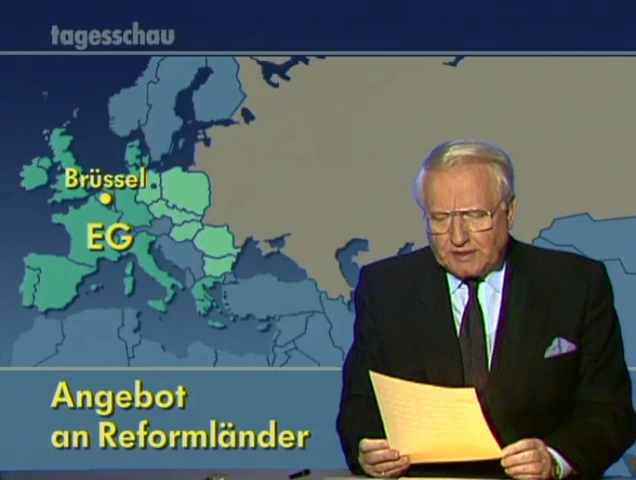 tagesschau
Brüssel
EG
Angebot
an Reformländer